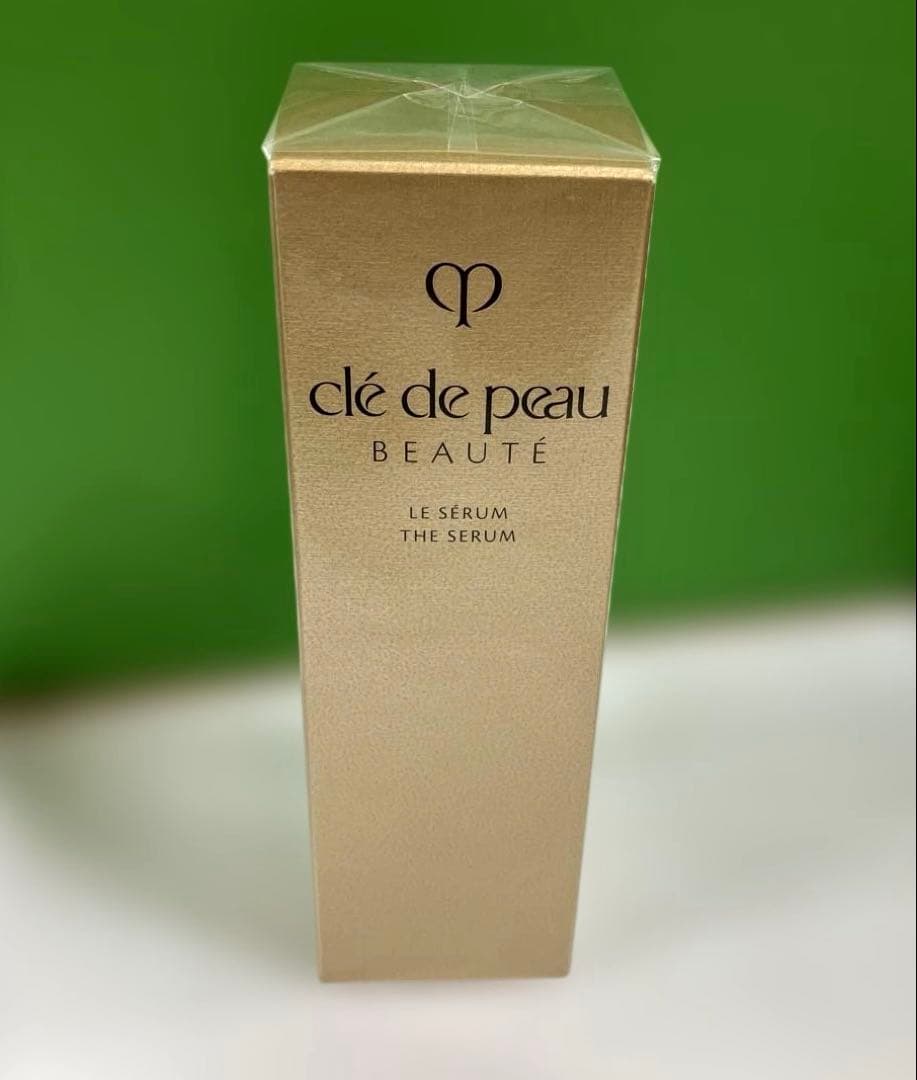 clé de peau
BEAUTÉ
LE SÉRUM
THE SERUM